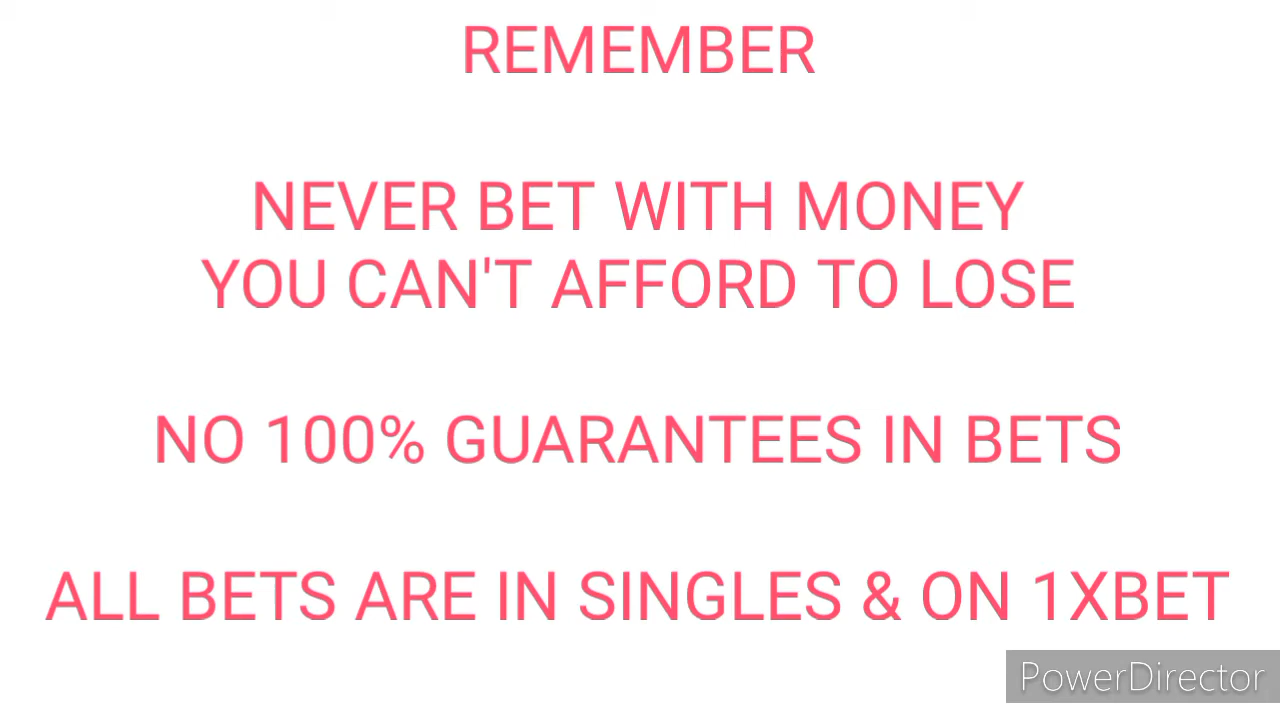 REMEMBER
NEVER BET WITH MONEY
YOU CAN'T AFFORD TO LOSE
NO 100% GUARANTEES IN BETS
ALL BETS ARE IN SINGLES & ON 1XBET
PowerDirector